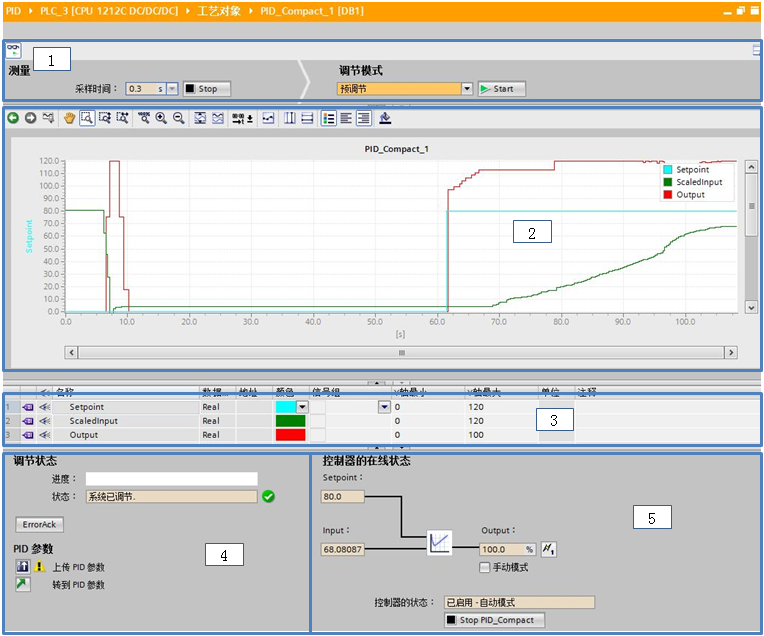 PID ▸ PLC_3 [CPU 1212C DC/DC/DC] ▸ 工艺对象 ▸ PID_Compact_1 [DB1]
1
测量
调节模式
采样时间： 0.3 s Stop
预调节 Start
PID_Compact_1
Setpoint
120.0
110.0
100.0
90.0
80.0
70.0
60.0
50.0
40.0
30.0
20.0
10.0
0.0
Setpoint
ScaledInput
Output
2
0.0 10.0 20.0 30.0 40.0 50.0 60.0 70.0 80.0 90.0 100.0
[s]
名称 数据... 地址 颜色 信号组 Y轴最小 Y轴最大 单位 注释
1 Setpoint Real 0 120
2 ScaledInput Real 0 120
3 Output Real 0 100
3
调节状态
进度：
状态： 系统已调节.
ErrorAck
PID 参数
上传 PID 参数
转到 PID 参数
4
控制器的在线状态
Setpoint：
80.0
Input：
68.08087
Output：
100.0 %
手动模式
5
控制器的状态： 已启用 - 自动模式
Stop PID_Compact